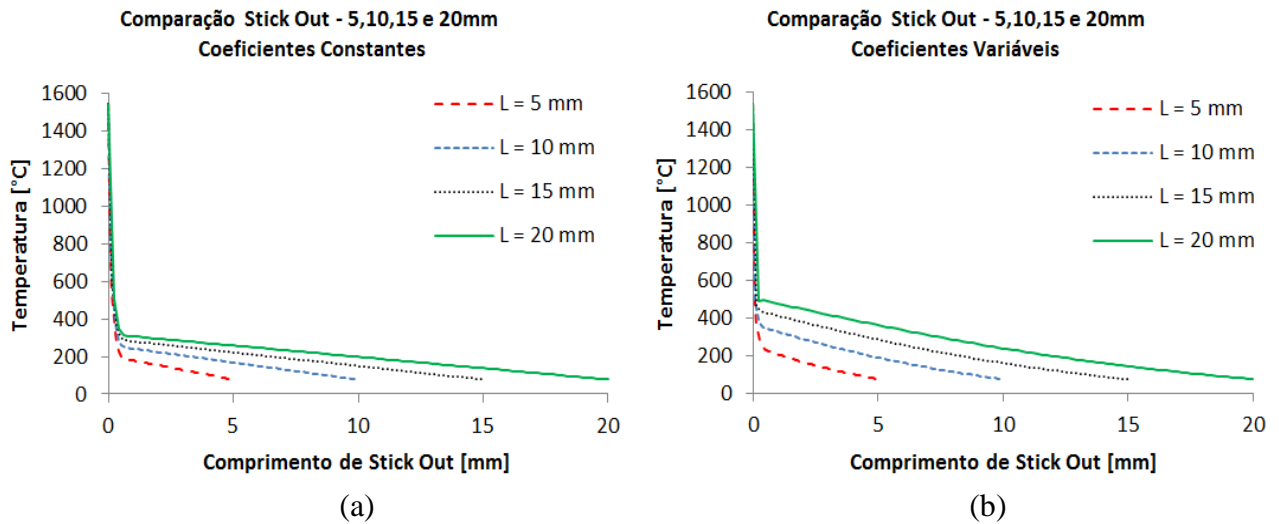 Comparação Stick Out - 5,10,15 e 20mm
Coeficientes Constantes
1600
1400
1200
1000
800
600
400
200
0
Temperatura [°C]
L = 5 mm
L = 10 mm
L = 15 mm
L = 20 mm
0 5 10 15 20
Comprimento de Stick Out [mm]
(a)
Comparação Stick Out - 5,10,15 e 20mm
Coeficientes Variáveis
1600
1400
1200
1000
800
600
400
200
0
Temperatura [°C]
L = 5 mm
L = 10 mm
L = 15 mm
L = 20 mm
0 5 10 15 20
Comprimento de Stick Out [mm]
(b)